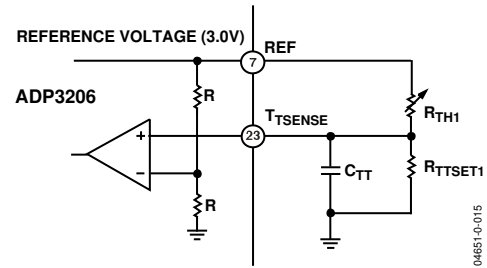 REFERENCE VOLTAGE (3.0V)
REF
7
ADP3206
R
RTH1
TTSENSE
23
+
CTT
RTTSET1
–
R
04651-0-015